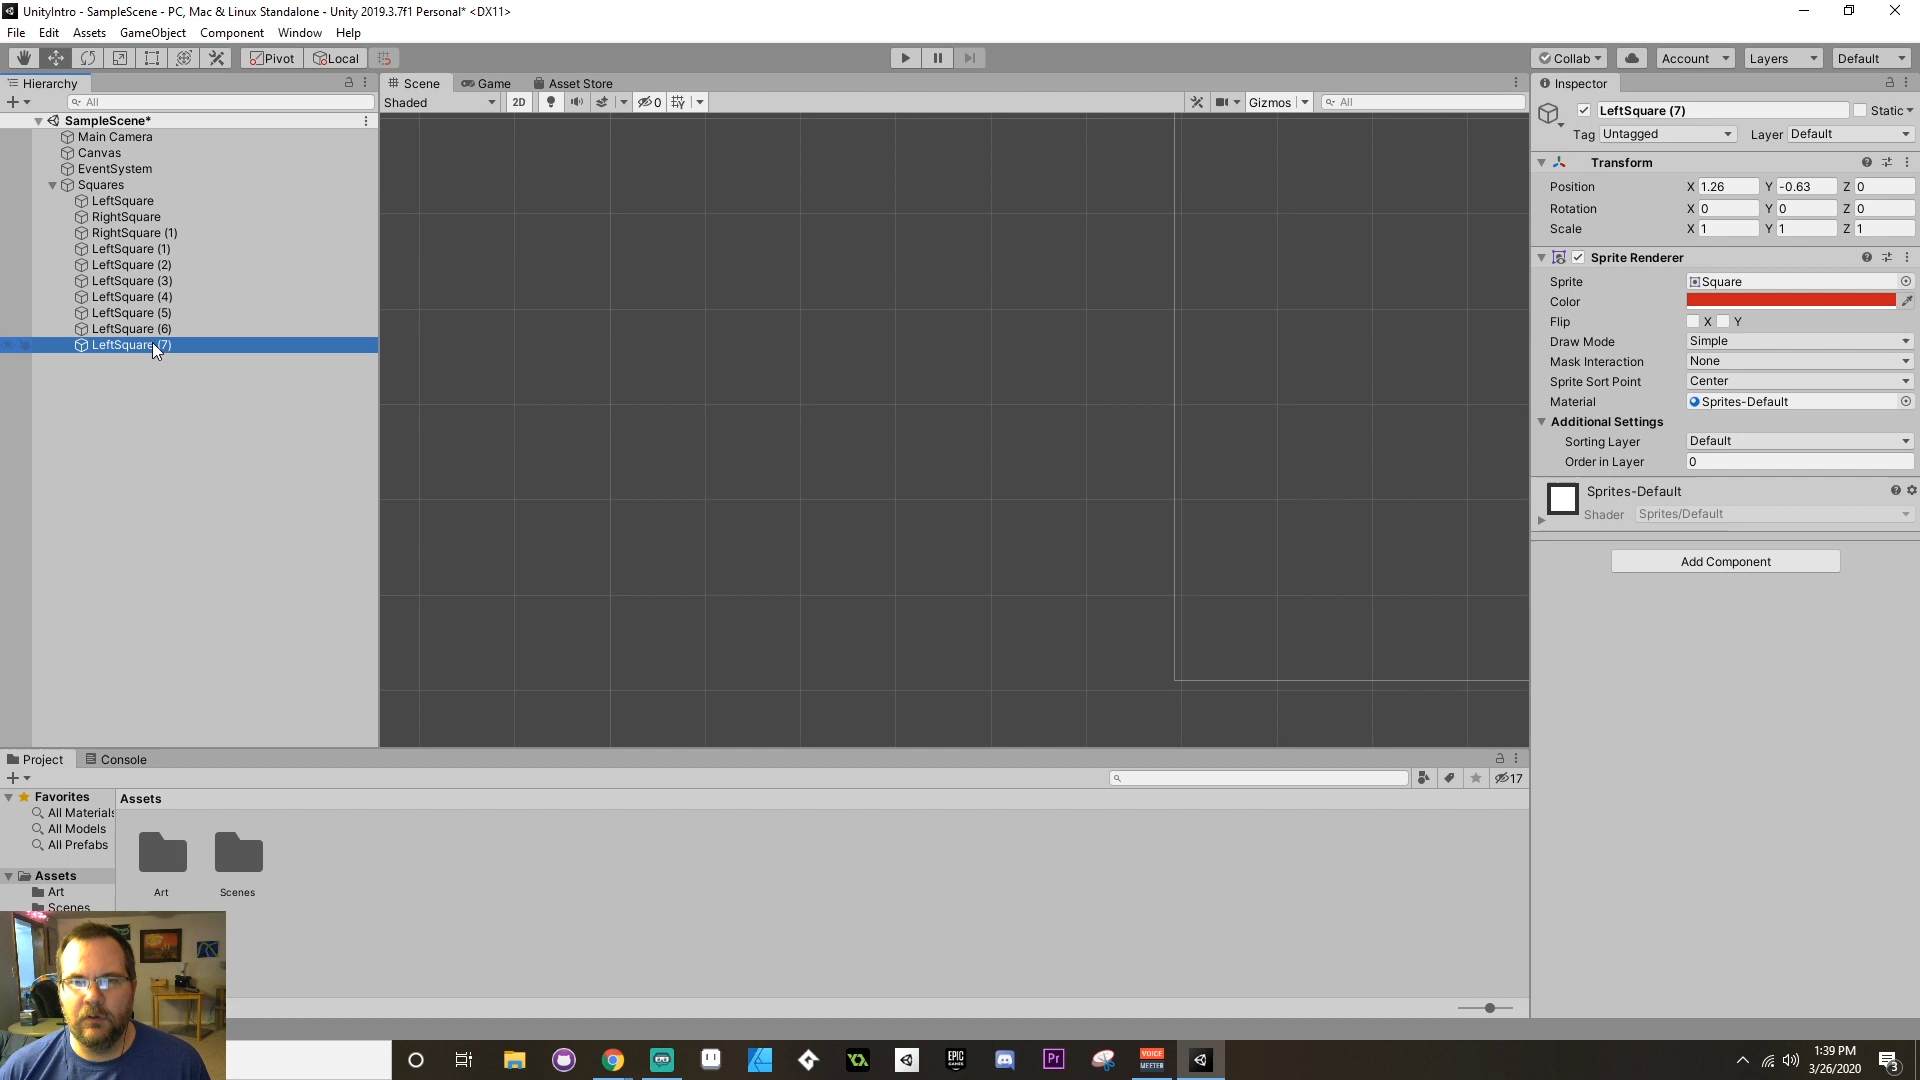 UnityIntro - SampleScene - PC, Mac & Linux Standalone - Unity 2019.3.7f1 Personal* <DX11>
File Edit Assets GameObject Component Window Help
Pivot Local Collab Account Layers Default
Hierarchy
All
SampleScene*
Main Camera
Canvas
EventSystem
Squares
LeftSquare
RightSquare
RightSquare (1)
LeftSquare (1)
LeftSquare (2)
LeftSquare (3)
LeftSquare (4)
LeftSquare (5)
LeftSquare (6)
LeftSquare (7)
Scene Game Asset Store
Shaded 2D 0 Gizmos All
Inspector
LeftSquare (7) Static
Tag Untagged Layer Default
Transform
Position X 1.26 Y -0.63 Z 0
Rotation X 0 Y 0 Z 0
Scale X 1 Y 1 Z 1
Sprite Renderer
Sprite Square
Color
Flip X Y
Draw Mode Simple
Mask Interaction None
Sprite Sort Point Center
Material Sprites-Default
Additional Settings
Sorting Layer Default
Order in Layer 0
Sprites-Default
Shader Sprites/Default
Add Component
Project Console
17
Favorites
All Materials
All Models
All Prefabs
Assets
Art
Scenes
Assets
Art Scenes
EPIC GAMES
Pr
VOICE MEETER
1:39 PM
3/26/2020
3